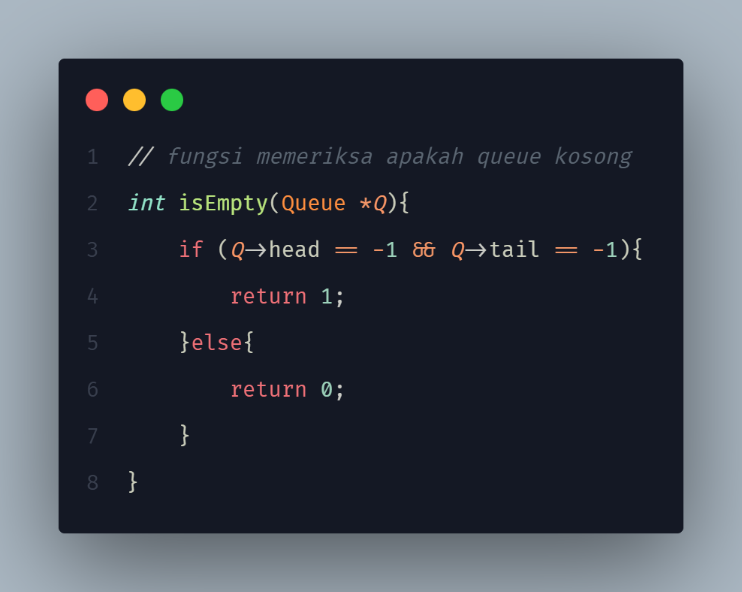 1 // fungsi memeriksa apakah queue kosong
2 int isEmpty(Queue *Q){
3     if (Q->head == -1 && Q->tail == -1){
4         return 1;
5     }else{
6         return 0;
7     }
8 }